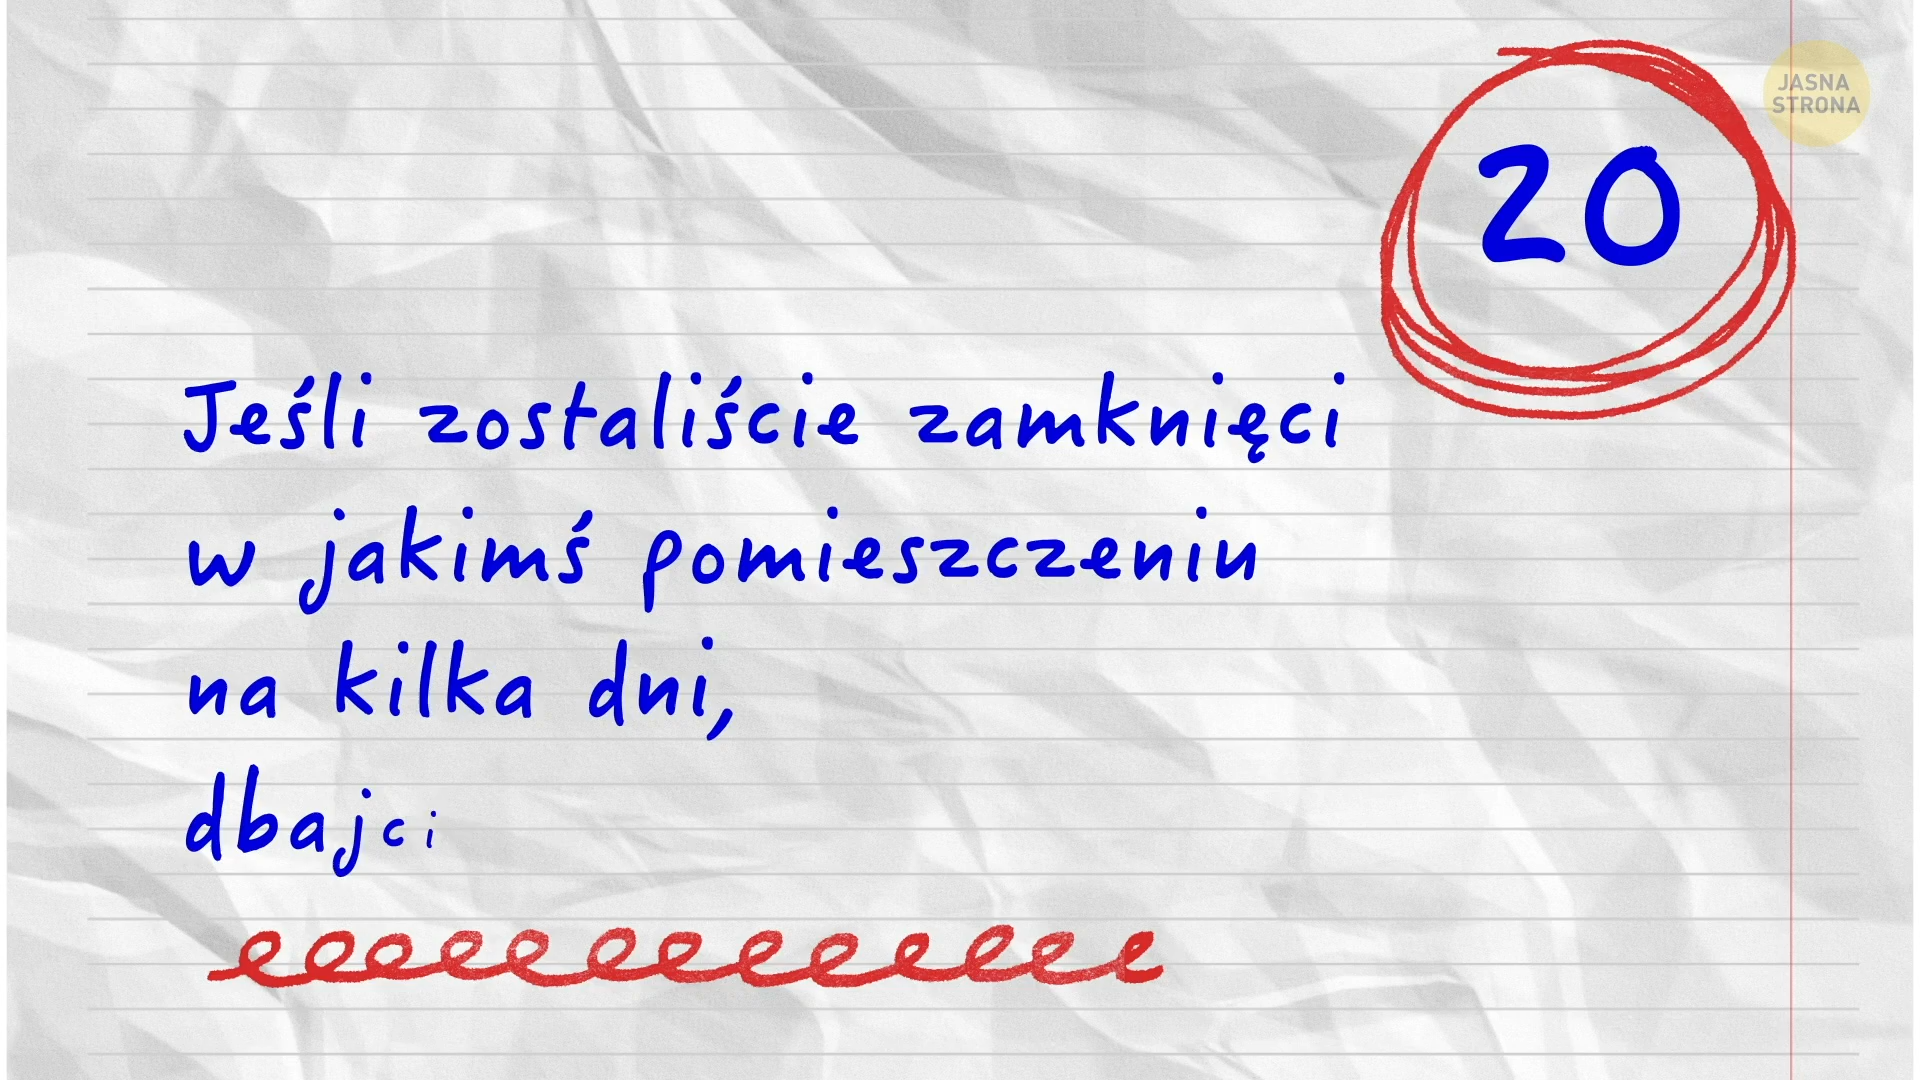 JASNA
STRONA
20
Jeśli zostaliście zamknięci
w jakimś pomieszczeniu
na kilka dni,
dbajci